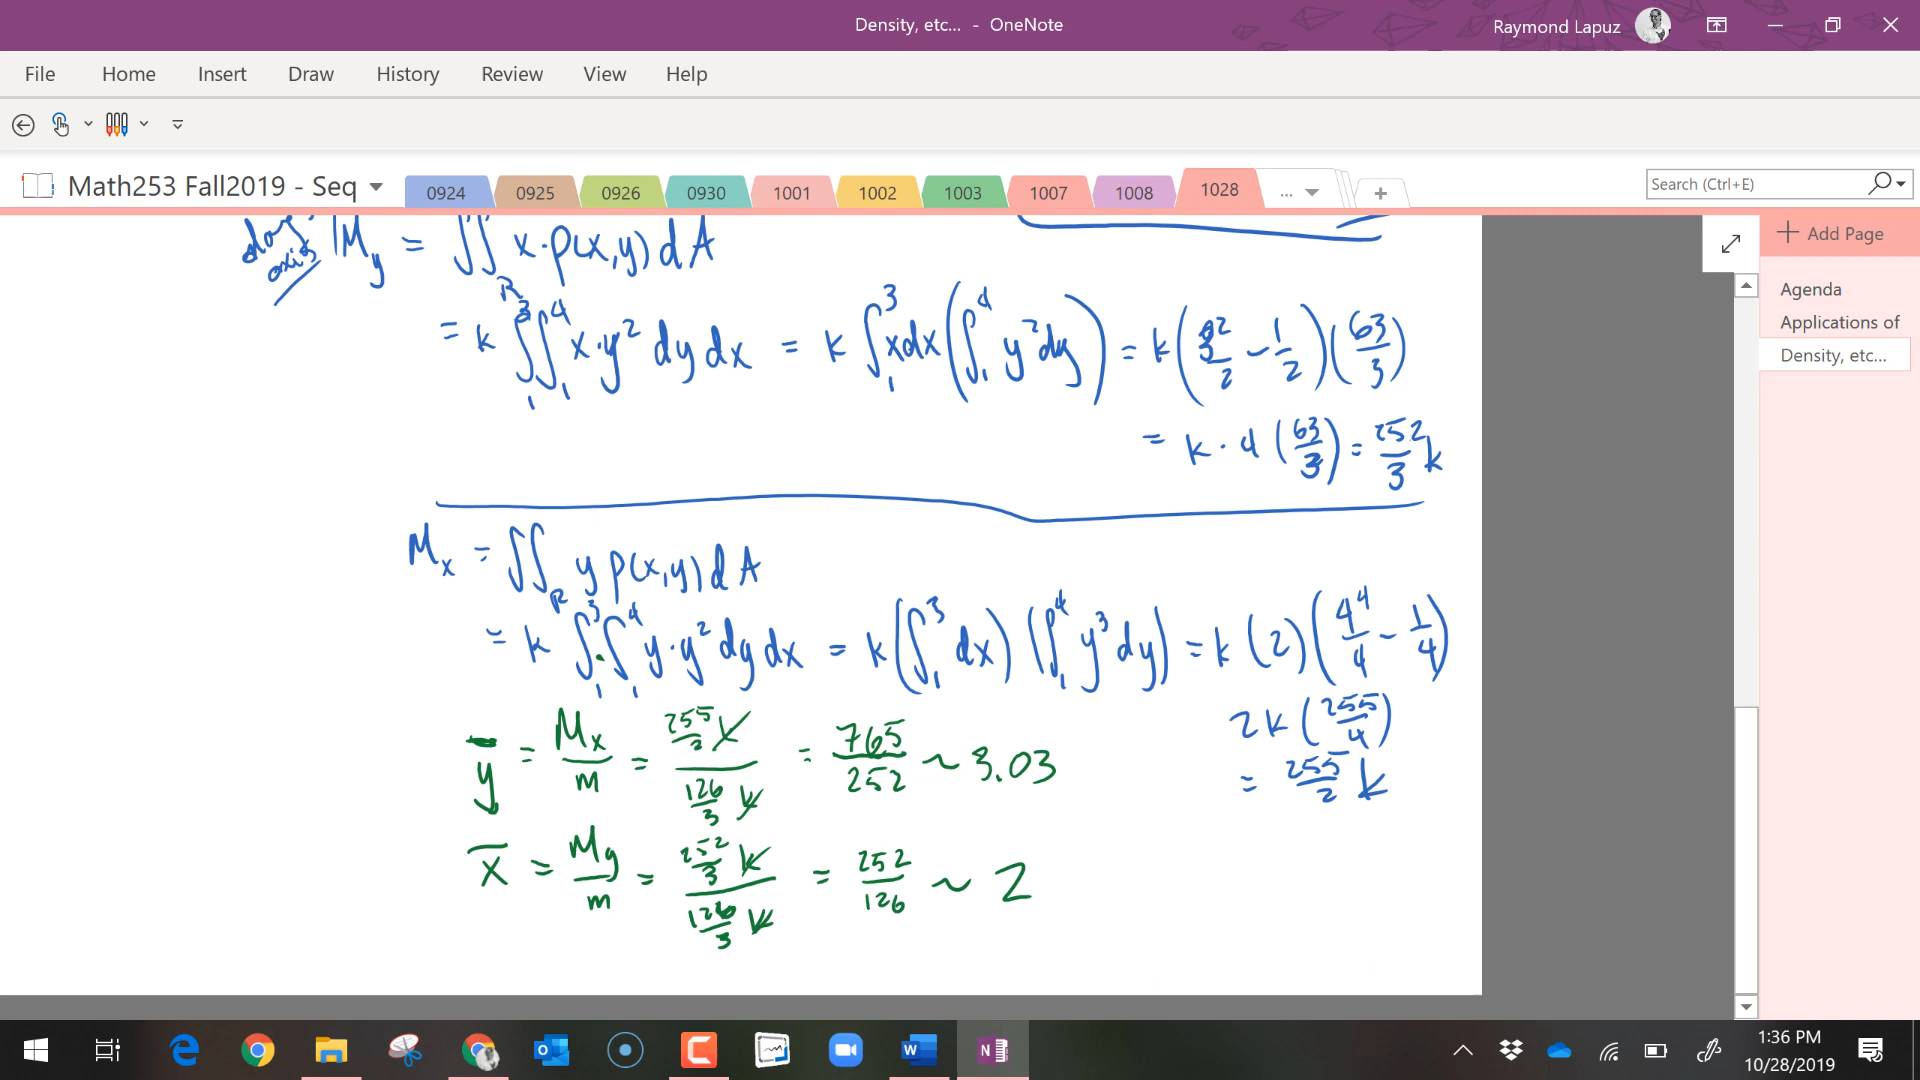 Density, etc... - OneNote
Raymond Lapuz
File Home Insert Draw History Review View Help
Math253 Fall2019 - Seq
0924 0925 0926 0930 1001 1002 1003 1007 1008 1028 ...
Search (Ctrl+E)
Add Page
Agenda
Applications of
Density, etc...
axis M_y = ∬_R x·ρ(x,y) dA
= k ∫_1^3 ∫_1^4 x·y² dy dx = k ∫_1^3 x dx (∫_1^4 y² dy) = k (3²/2 - 1/2)(63/3)
= k · 4 (63/3) = 252/3 k
M_x = ∬_R y ρ(x,y) dA
= k ∫_1^3 ∫_1^4 y·y² dy dx = k (∫_1^3 dx)(∫_1^4 y³ dy) = k (2)(4⁴/4 - 1/4)
2k (255/4)
= 255/2 k
ȳ = M_x/m = (255/2 k)/(126/3 k) = 765/252 ~ 3.03
x̄ = M_y/m = (252/3 k)/(126/3 k) = 252/126 ~ 2
1:36 PM
10/28/2019